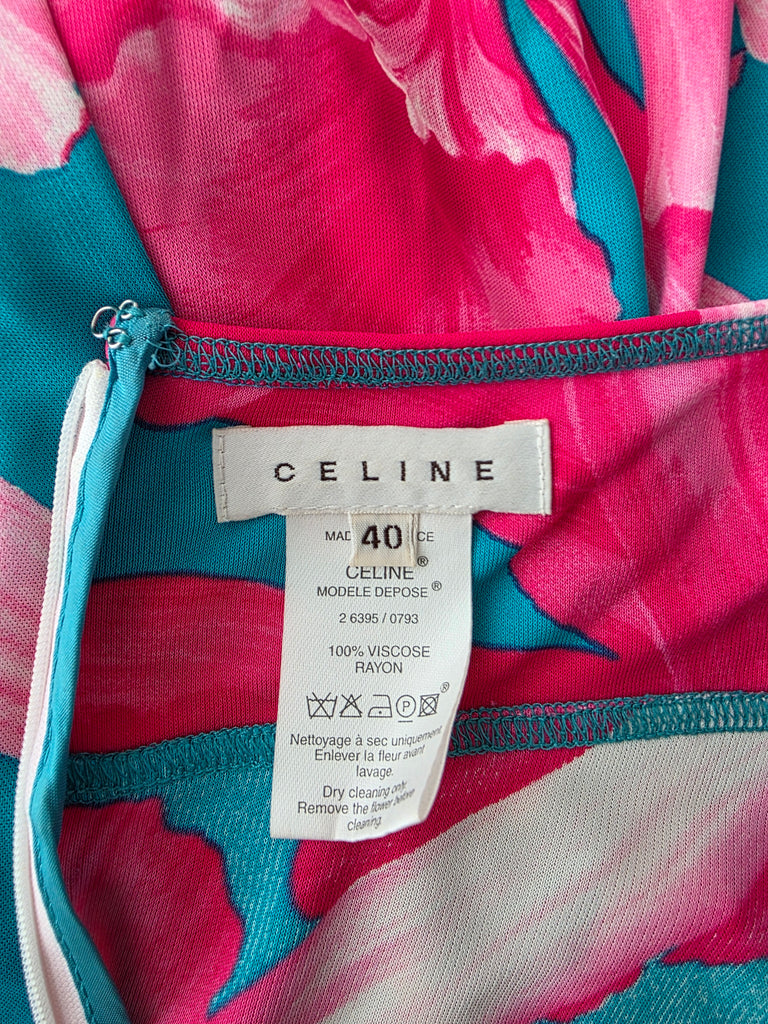 CELINE
40
CELINE®
MODELE DEPOSE®
2 6395 / 0793
100% VISCOSE
RAYON
P
Nettoyage à sec uniquement
Enlever la fleur avant
lavage.
Dry cleaning only
Remove the flower before
cleaning.